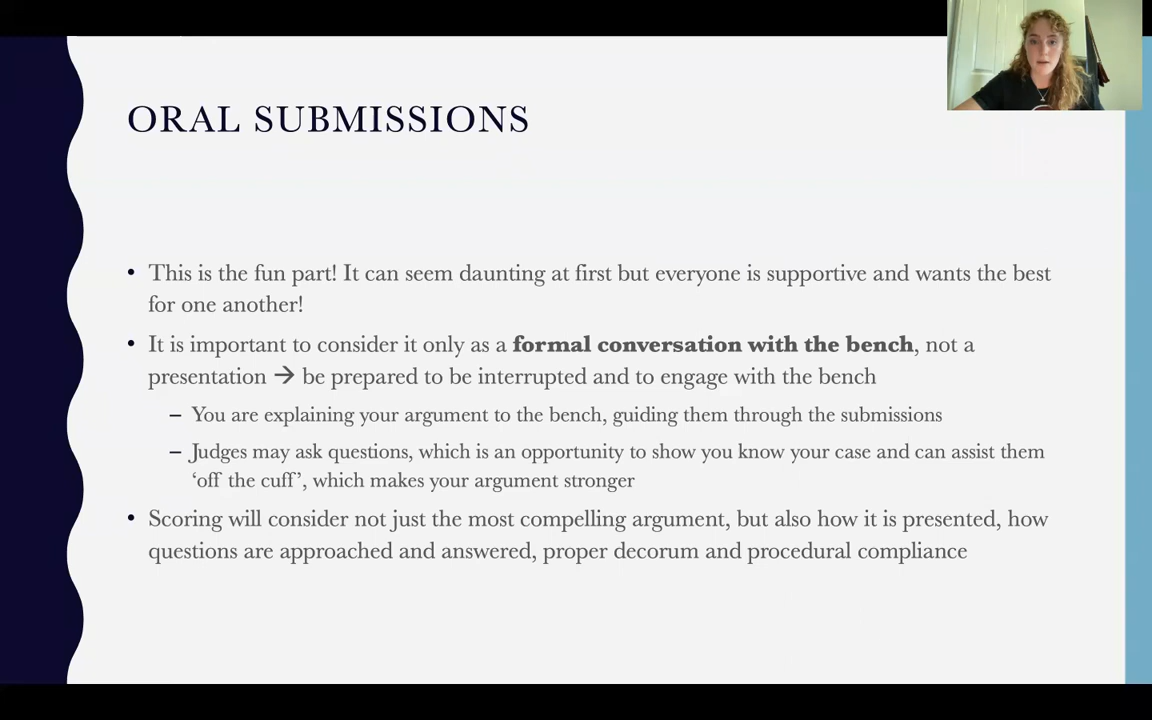 ORAL SUBMISSIONS
• This is the fun part! It can seem daunting at first but everyone is supportive and wants the best
for one another!
• It is important to consider it only as a formal conversation with the bench, not a
presentation → be prepared to be interrupted and to engage with the bench
– You are explaining your argument to the bench, guiding them through the submissions
– Judges may ask questions, which is an opportunity to show you know your case and can assist them
‘off the cuff’, which makes your argument stronger
• Scoring will consider not just the most compelling argument, but also how it is presented, how
questions are approached and answered, proper decorum and procedural compliance